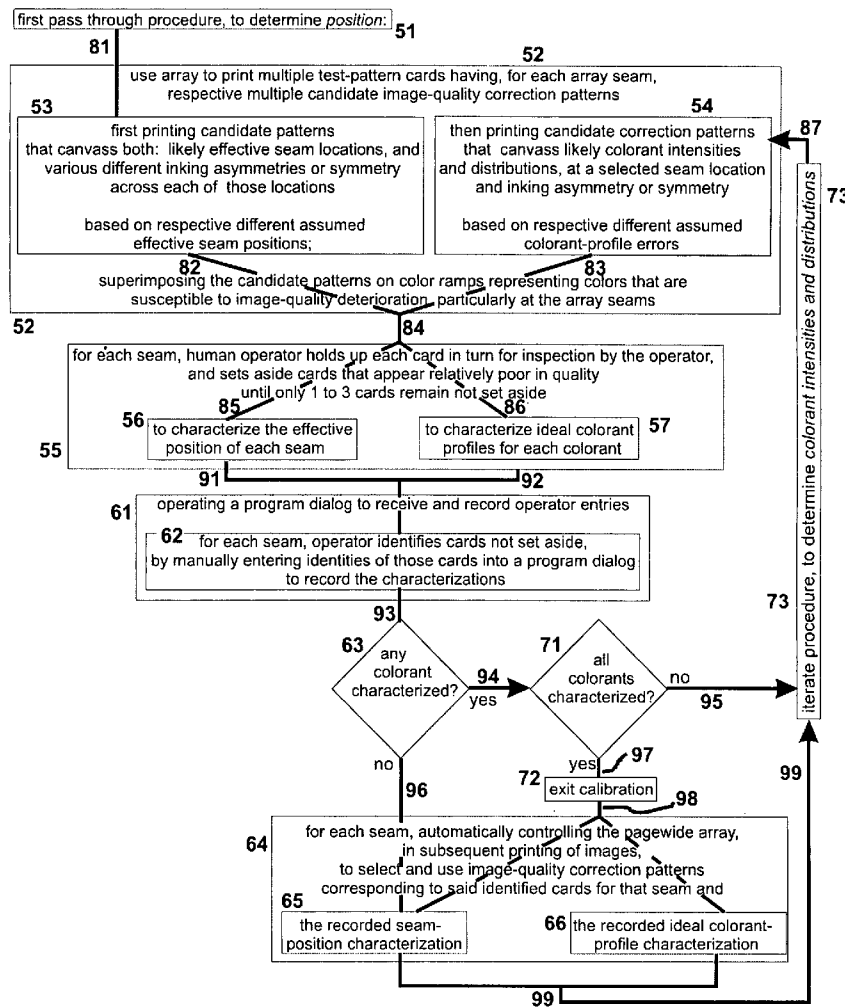 first pass through procedure, to determine position:
51
81
52
use array to print multiple test-pattern cards having, for each array seam,
respective multiple candidate image-quality correction patterns
53
first printing candidate patterns
that canvass both: likely effective seam locations, and
various different inking asymmetries or symmetry
across each of those locations
based on respective different assumed
effective seam positions;
54
then printing candidate correction patterns
that canvass likely colorant intensities
and distributions, at a selected seam location
and inking asymmetry or symmetry
based on respective different assumed
colorant-profile errors
87
73
82
83
superimposing the candidate patterns on color ramps representing colors that are
susceptible to image-quality deterioration, particularly at the array seams
52
84
for each seam, human operator holds up each card in turn for inspection by the operator,
and sets aside cards that appear relatively poor in quality
until only 1 to 3 cards remain not set aside
85
86
56
to characterize the effective
position of each seam
to characterize ideal colorant
profiles for each colorant
57
55
91
92
61
operating a program dialog to receive and record operator entries
62
for each seam, operator identifies cards not set aside,
by manually entering identities of those cards into a program dialog
to record the characterizations
93
63
any
colorant
characterized?
94
yes
71
all
colorants
characterized?
no
95
73
iterate procedure, to determine colorant intensities and distributions
no
96
yes
97
72
exit calibration
98
99
64
for each seam, automatically controlling the pagewide array,
in subsequent printing of images,
to select and use image-quality correction patterns
corresponding to said identified cards for that seam and
65
the recorded seam-
position characterization
66
the recorded ideal colorant-
profile characterization
99